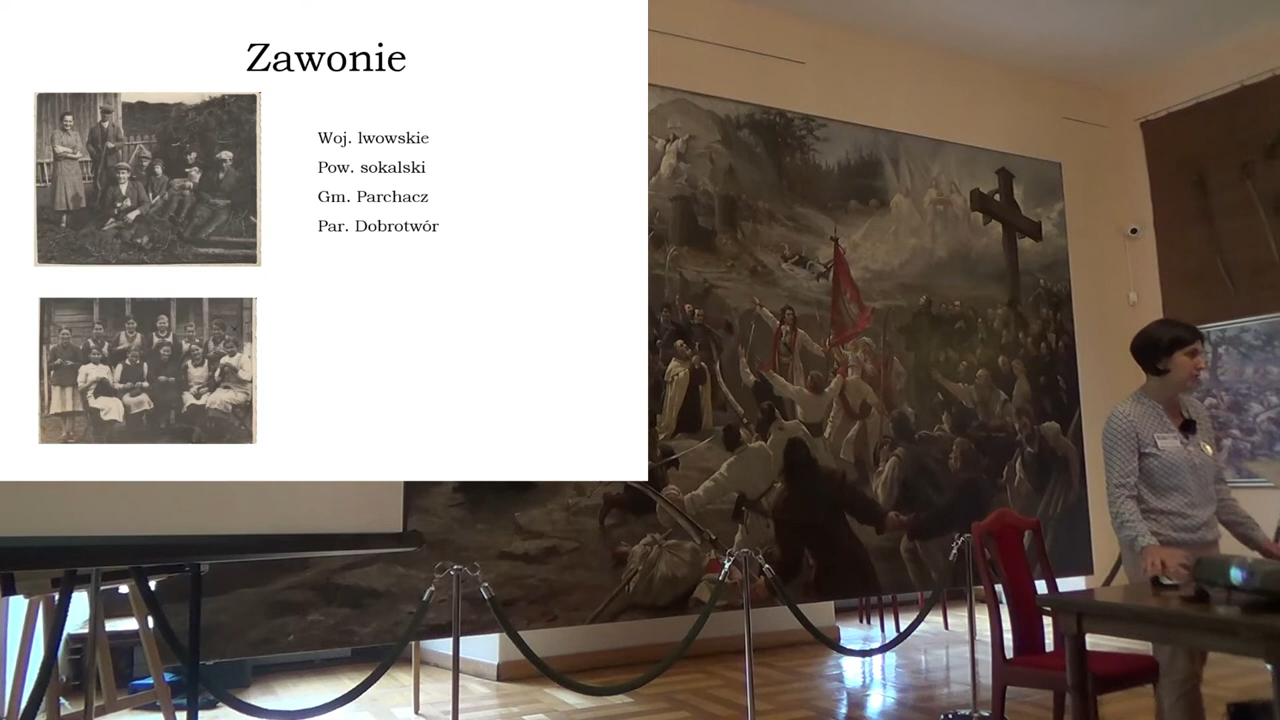 Zawonie
Woj. lwowskie
Pow. sokalski
Gm. Parchacz
Par. Dobrotwór